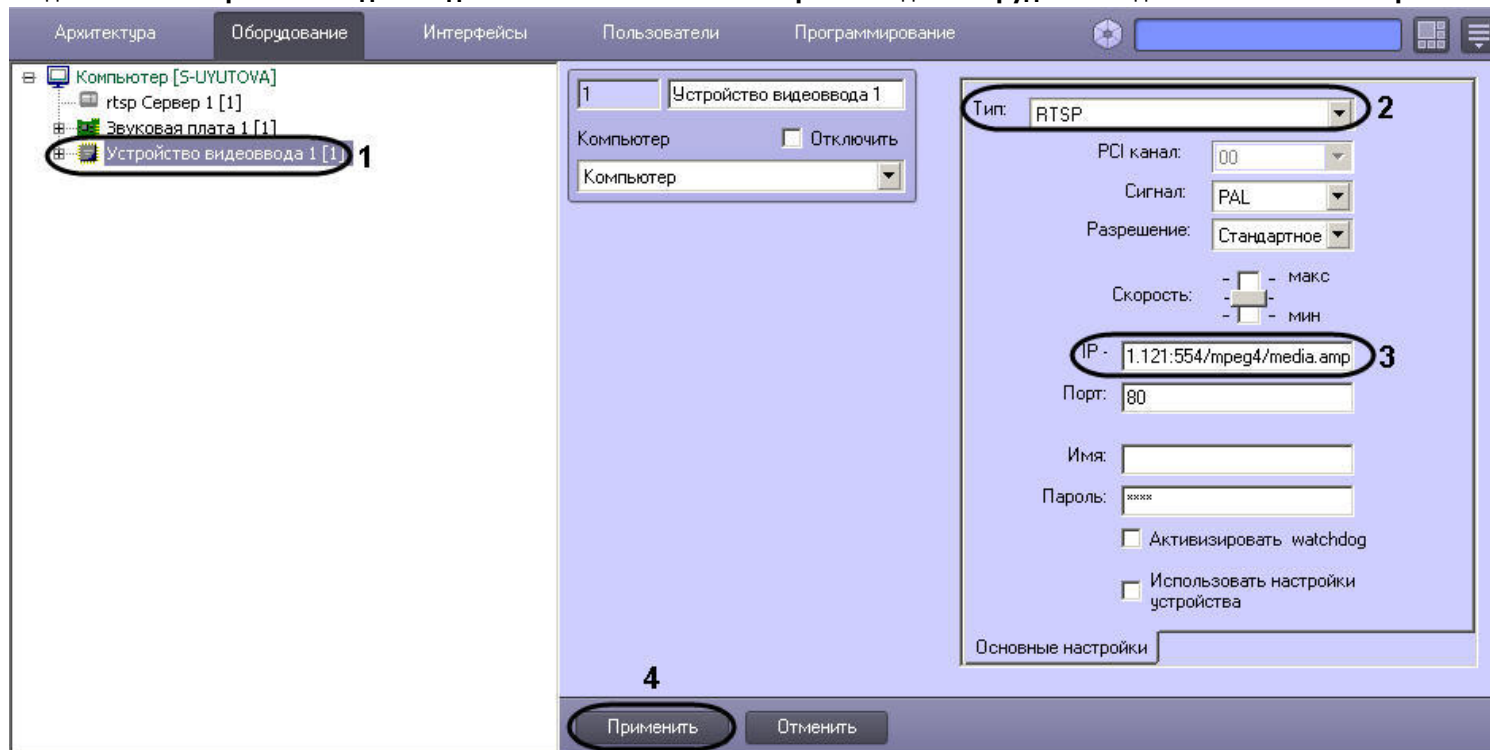 Архитектура Оборудование Интерфейсы Пользователи Программирование
Компьютер [S-UYUTOVA]
rtsp Сервер 1 [1]
Звуковая плата 1 [1]
Устройство видеоввода 1 [1] 1
1 Устройство видеоввода 1
Компьютер Отключить
Компьютер
Тип: RTSP 2
PCI канал: 00
Сигнал: PAL
Разрешение: Стандартное
Скорость: - - макс
- - мин
IP - 1.121:554/mpeg4/media.amp 3
Порт: 80
Имя:
Пароль: ****
Активизировать watchdog
Использовать настройки
устройства
Основные настройки
4
Применить Отменить